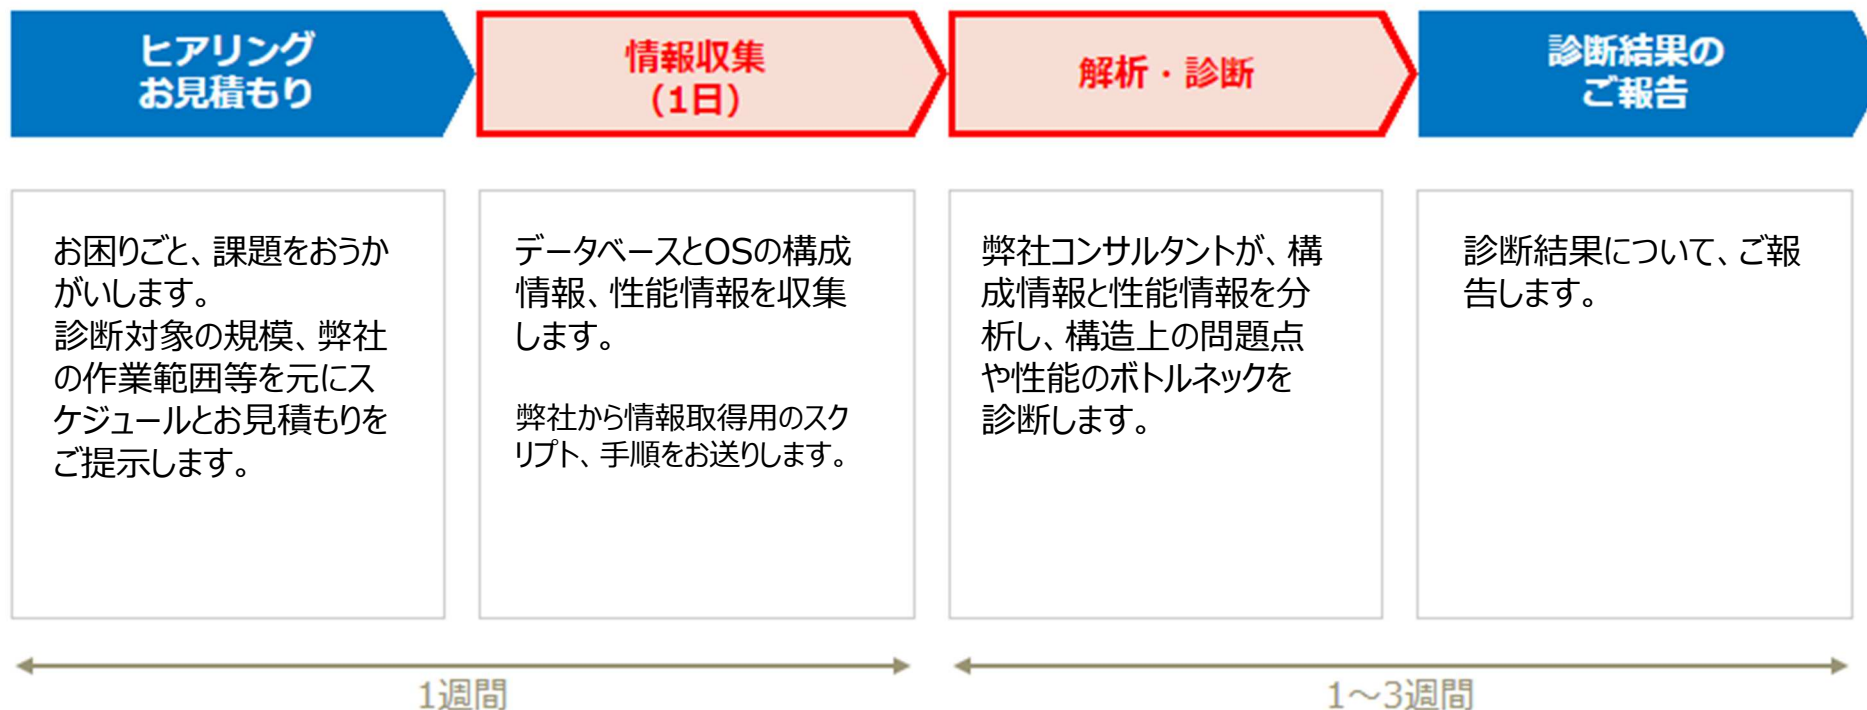 ヒアリング
お見積もり
情報収集
(1日)
解析・診断
診断結果の
ご報告
お困りごと、課題をおうか
がいします。
診断対象の規模、弊社
の作業範囲等を元にス
ケジュールとお見積もりを
ご提示します。
データベースとOSの構成
情報、性能情報を収集
します。
弊社から情報取得用のスク
リプト、手順をお送りします。
弊社コンサルタントが、構
成情報と性能情報を分
析し、構造上の問題点
や性能のボトルネックを
診断します。
診断結果について、ご報
告します。
1週間
1～3週間